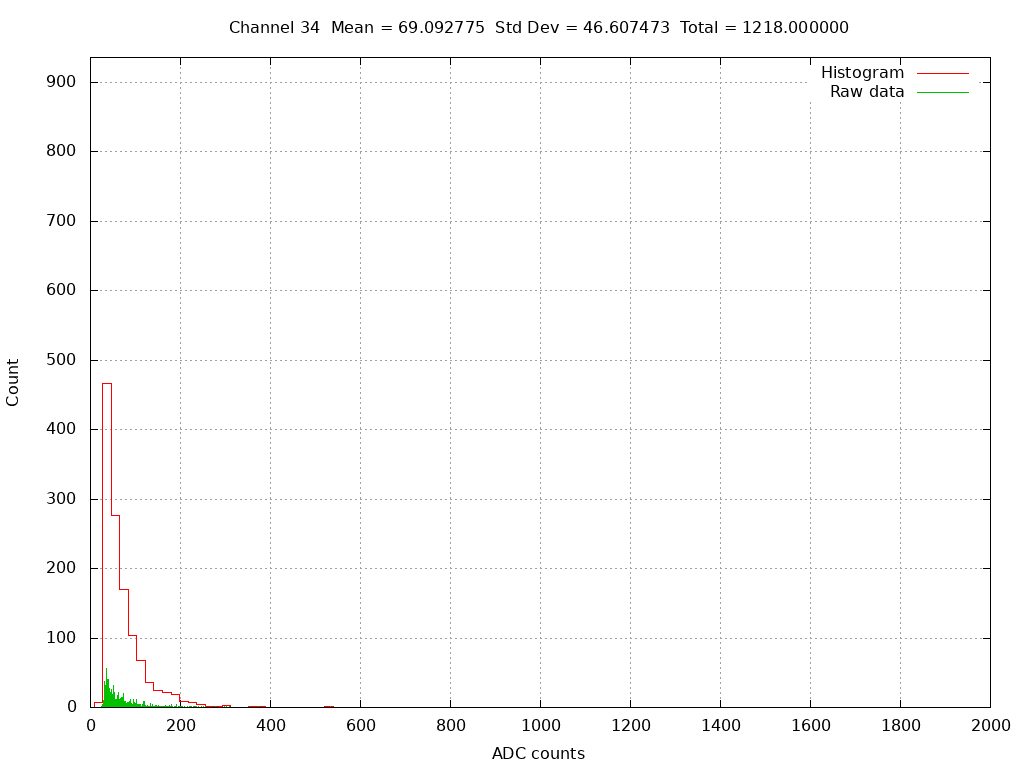 Channel 34  Mean = 69.092775  Std Dev = 46.607473  Total = 1218.000000
Histogram
Raw data
900
800
700
600
500
400
300
200
100
0
Count
0 200 400 600 800 1000 1200 1400 1600 1800 2000
ADC counts